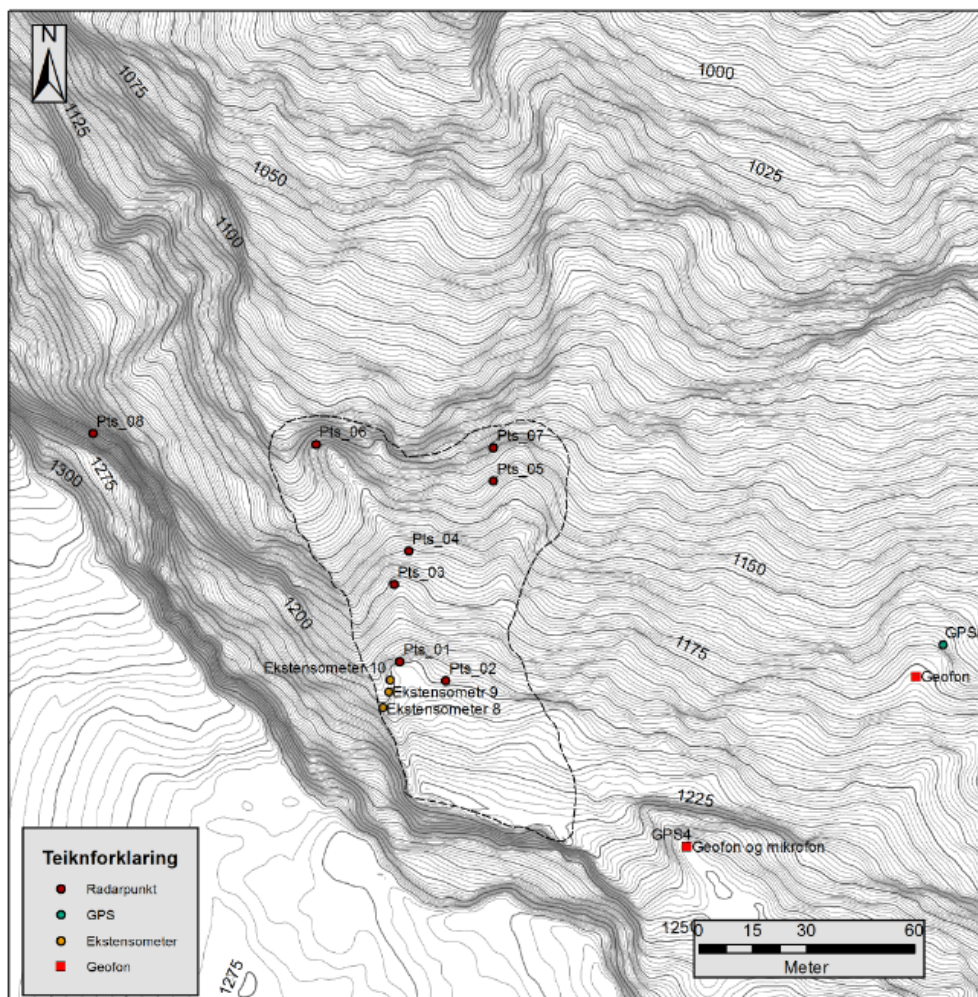 N
1000
1075
1125
1025
1050
1100
Pts_08
Pts_06
Pts_07
1275
1300
Pts_05
Pts_04
1150
Pts_03
1200
GPS
1175
Pts_01
Ekstensometer 10
Pts_02
Geofon
Ekstensometr 9
Ekstensometer 8
1225
GPS4
Geofon og mikrofon
Teiknforklaring
Radarpunkt
GPS
Ekstensometer
Geofon
1250
0 15 30 60
Meter
1275